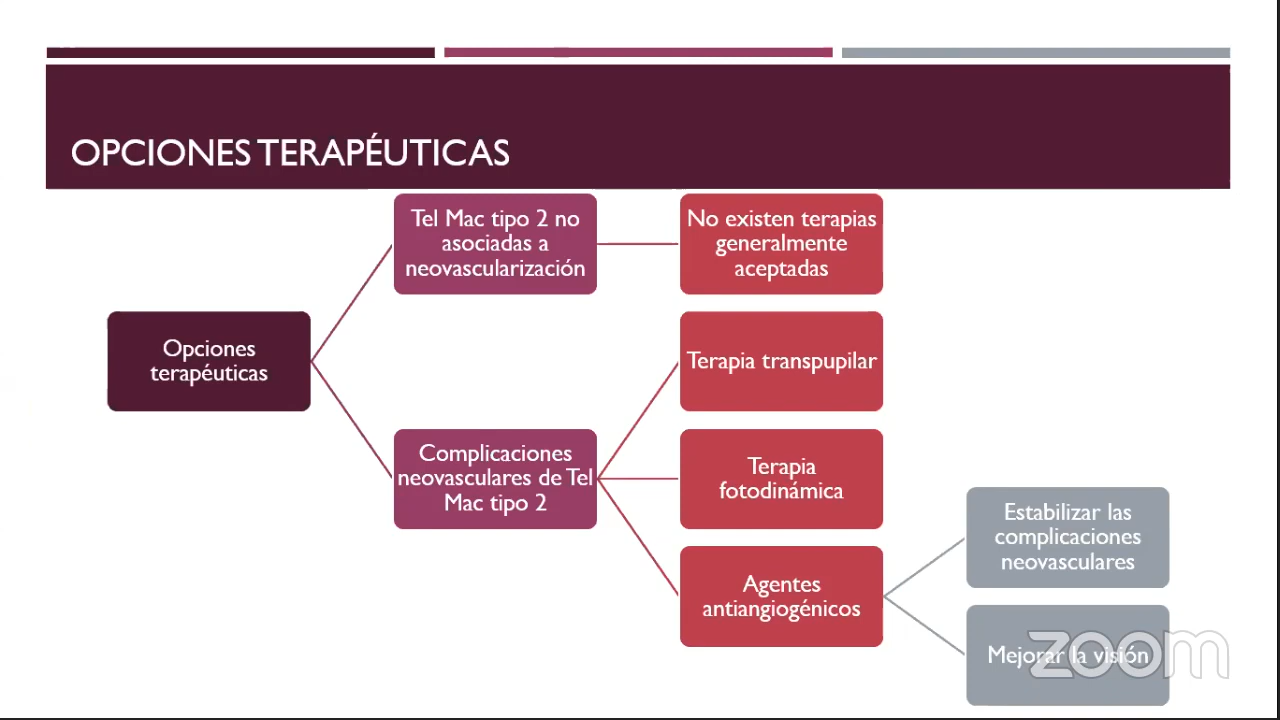 OPCIONES TERAPÉUTICAS
Opciones
terapéuticas
Tel Mac tipo 2 no
asociadas a
neovascularización
No existen terapias
generalmente
aceptadas
Complicaciones
neovasculares de Tel
Mac tipo 2
Terapia transpupilar
Terapia
fotodinámica
Agentes
antiangiogénicos
Estabilizar las
complicaciones
neovasculares
Mejorar la visión
zoom